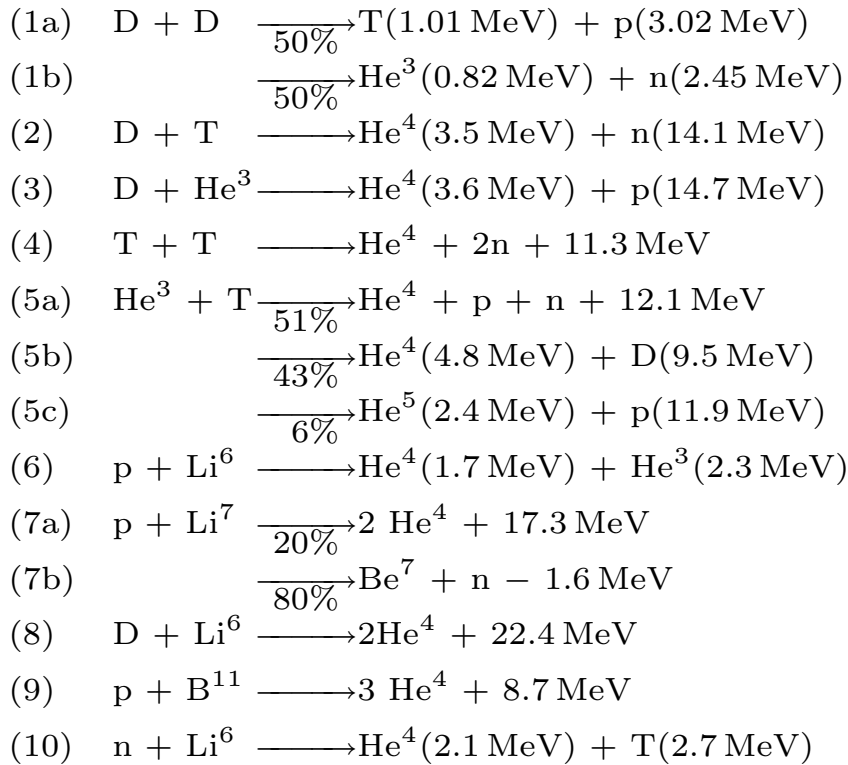 (1a) D + D ⟶ 50% T(1.01 MeV) + p(3.02 MeV)
(1b) ⟶ 50% He³(0.82 MeV) + n(2.45 MeV)
(2) D + T ⟶ He⁴(3.5 MeV) + n(14.1 MeV)
(3) D + He³ ⟶ He⁴(3.6 MeV) + p(14.7 MeV)
(4) T + T ⟶ He⁴ + 2n + 11.3 MeV
(5a) He³ + T ⟶ 51% He⁴ + p + n + 12.1 MeV
(5b) ⟶ 43% He⁴(4.8 MeV) + D(9.5 MeV)
(5c) ⟶ 6% He⁵(2.4 MeV) + p(11.9 MeV)
(6) p + Li⁶ ⟶ He⁴(1.7 MeV) + He³(2.3 MeV)
(7a) p + Li⁷ ⟶ 20% 2 He⁴ + 17.3 MeV
(7b) ⟶ 80% Be⁷ + n − 1.6 MeV
(8) D + Li⁶ ⟶ 2He⁴ + 22.4 MeV
(9) p + B¹¹ ⟶ 3 He⁴ + 8.7 MeV
(10) n + Li⁶ ⟶ He⁴(2.1 MeV) + T(2.7 MeV)